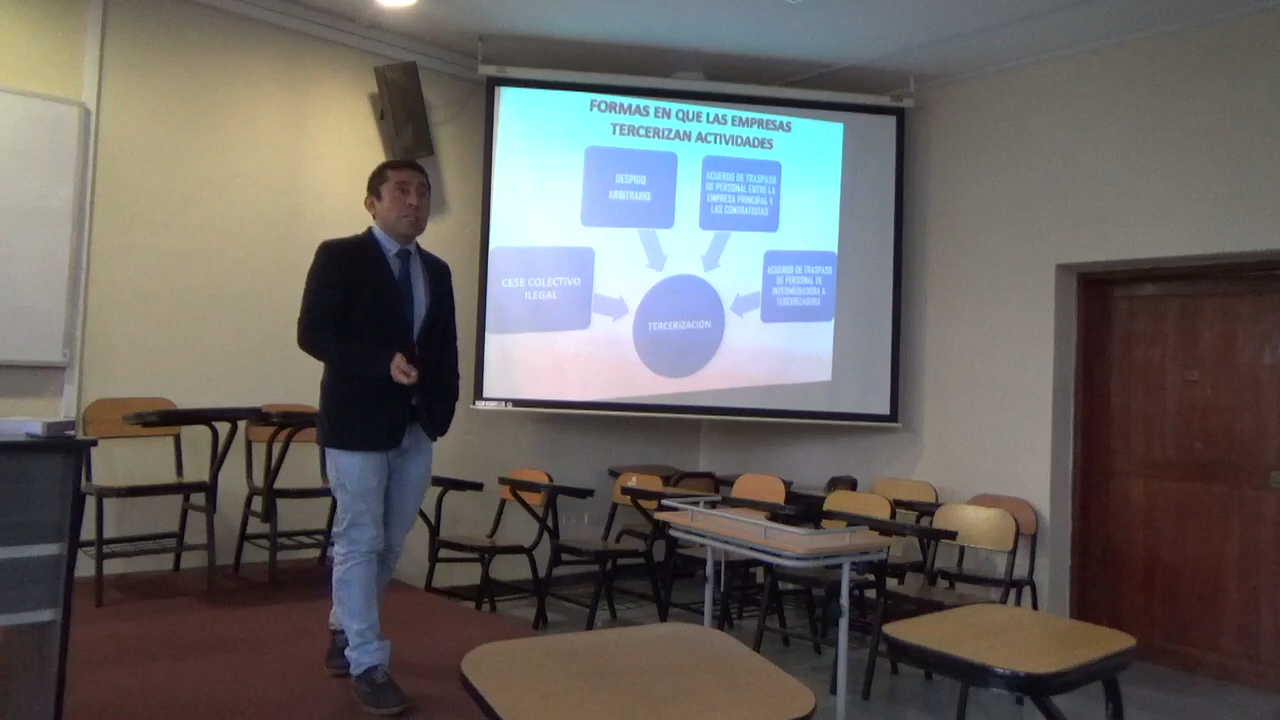 FORMAS EN QUE LAS EMPRESAS
TERCERIZAN ACTIVIDADES
DESPIDO
ARBITRARIO
ACUERDO DE TRASPASO
DE PERSONAL ENTRE LA
EMPRESA PRINCIPAL Y
LAS CONTRATISTAS
CESE COLECTIVO
ILEGAL
ACUERDO DE TRASPASO
DE PERSONAL DE
INTERMEDIADORA A
TERCERIZADORA
TERCERIZACIÓN